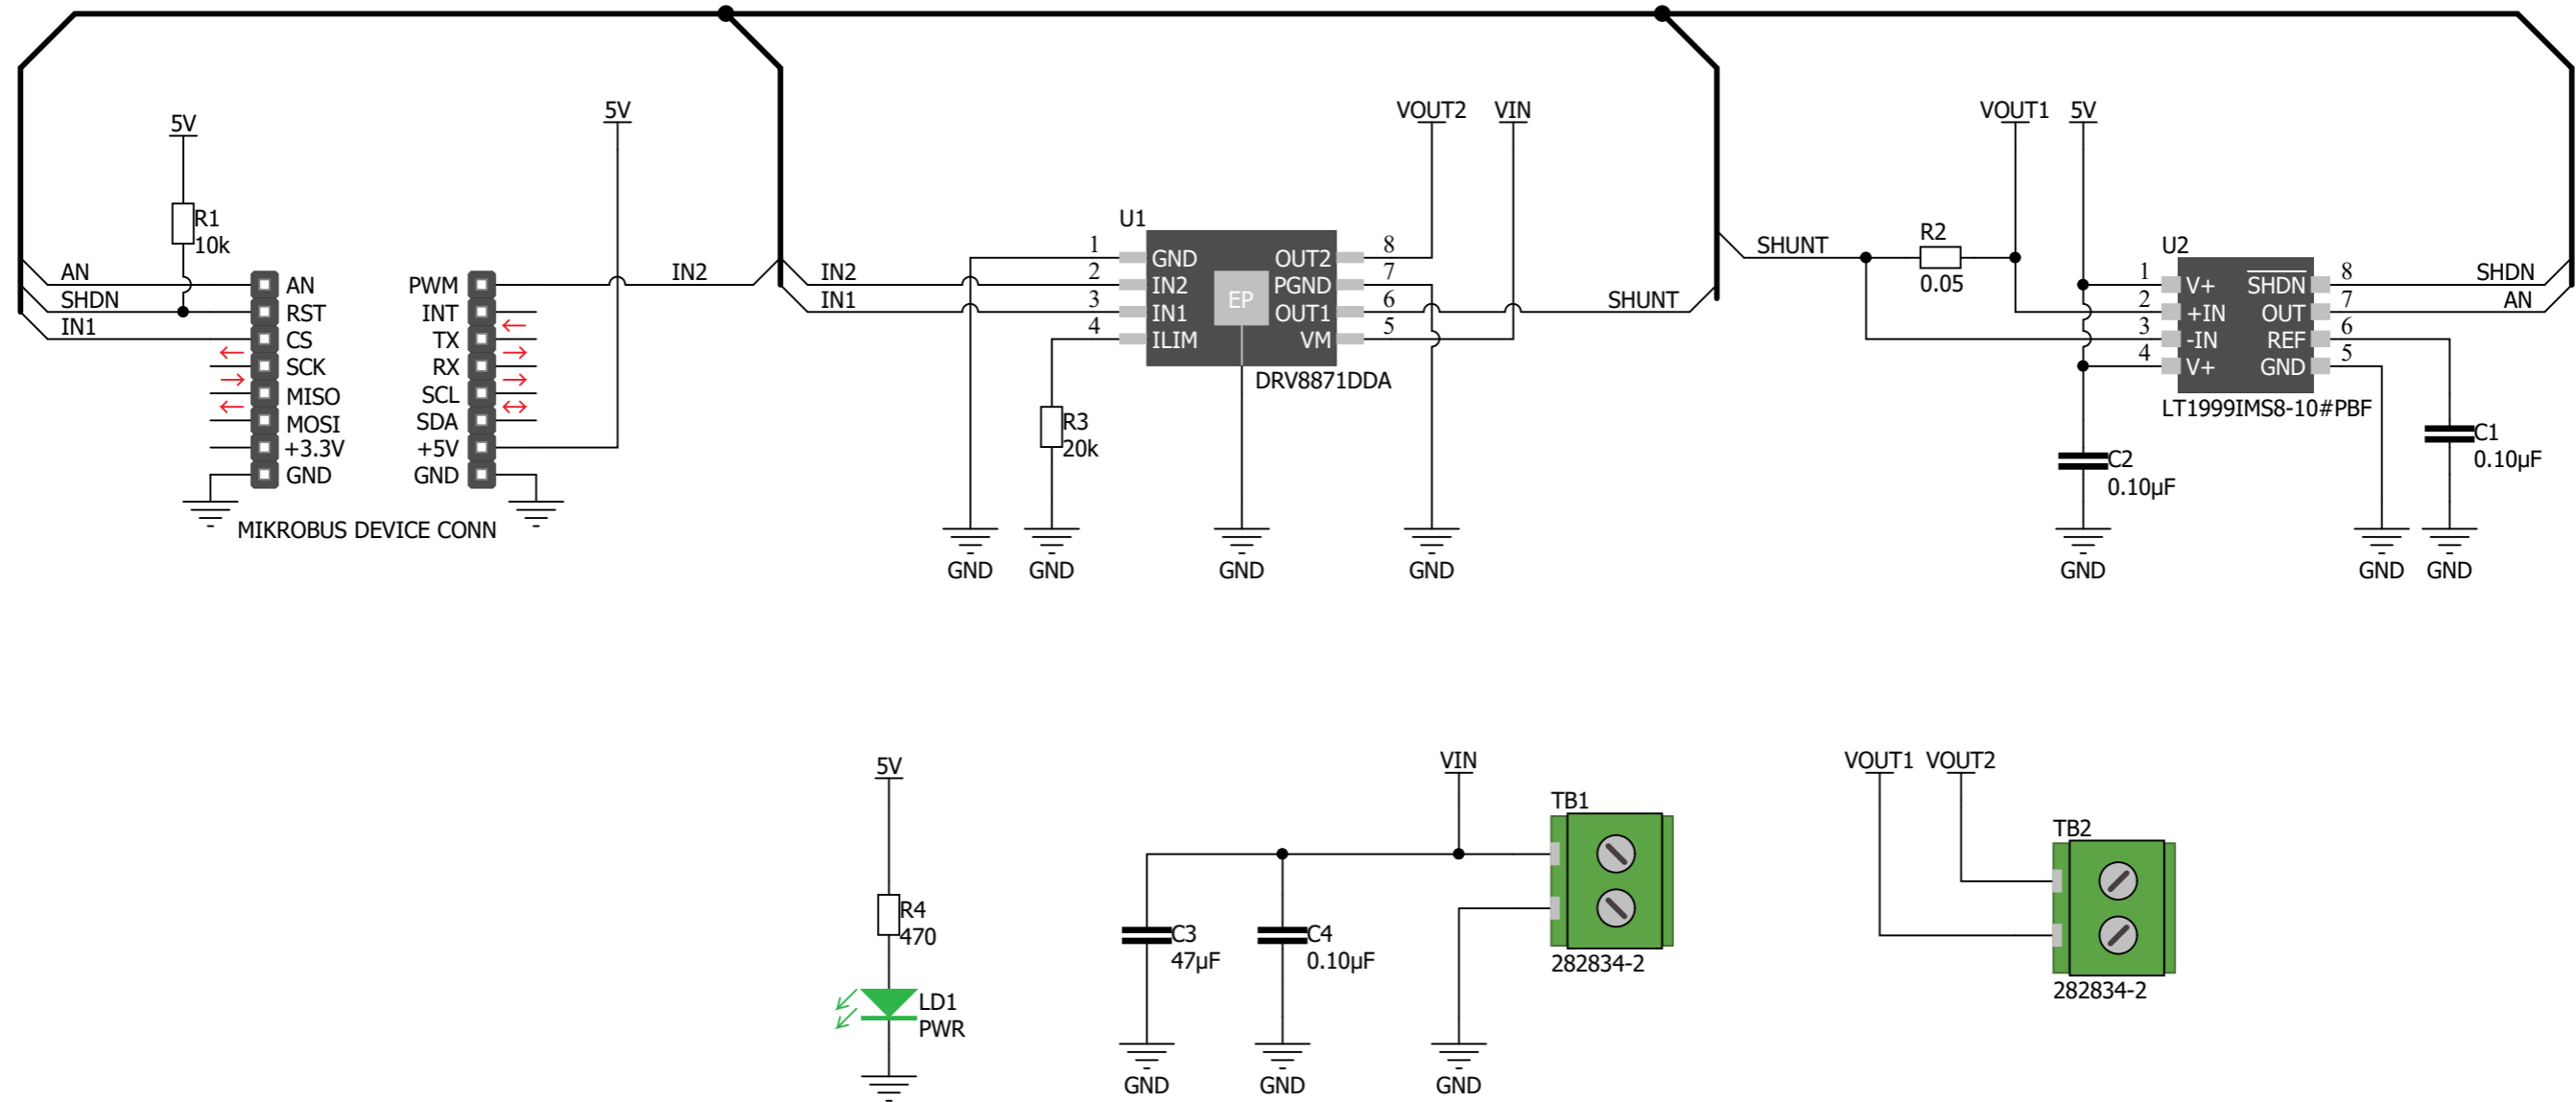 5V
R1
10k
AN
SHDN
IN1
AN
RST
CS
SCK
MISO
MOSI
+3.3V
GND
PWM
INT
TX
RX
SCL
SDA
+5V
GND
MIKROBUS DEVICE CONN
5V
IN2
IN2
IN1
U1
1
2
3
4
GND
IN2
IN1
ILIM
EP
OUT2
PGND
OUT1
VM
8
7
6
5
DRV8871DDA
R3
20k
GND
GND
GND
GND
VOUT2
VIN
SHUNT
SHUNT
R2
0.05
VOUT1
5V
U2
1
2
3
4
V+
+IN
-IN
V+
SHDN
OUT
REF
GND
8
7
6
5
SHDN
AN
LT1999IMS8-10#PBF
C2
0.10µF
C1
0.10µF
GND
GND
GND
5V
R4
470
LD1
PWR
VIN
C3
47µF
C4
0.10µF
TB1
282834-2
GND
GND
GND
VOUT1
VOUT2
TB2
282834-2